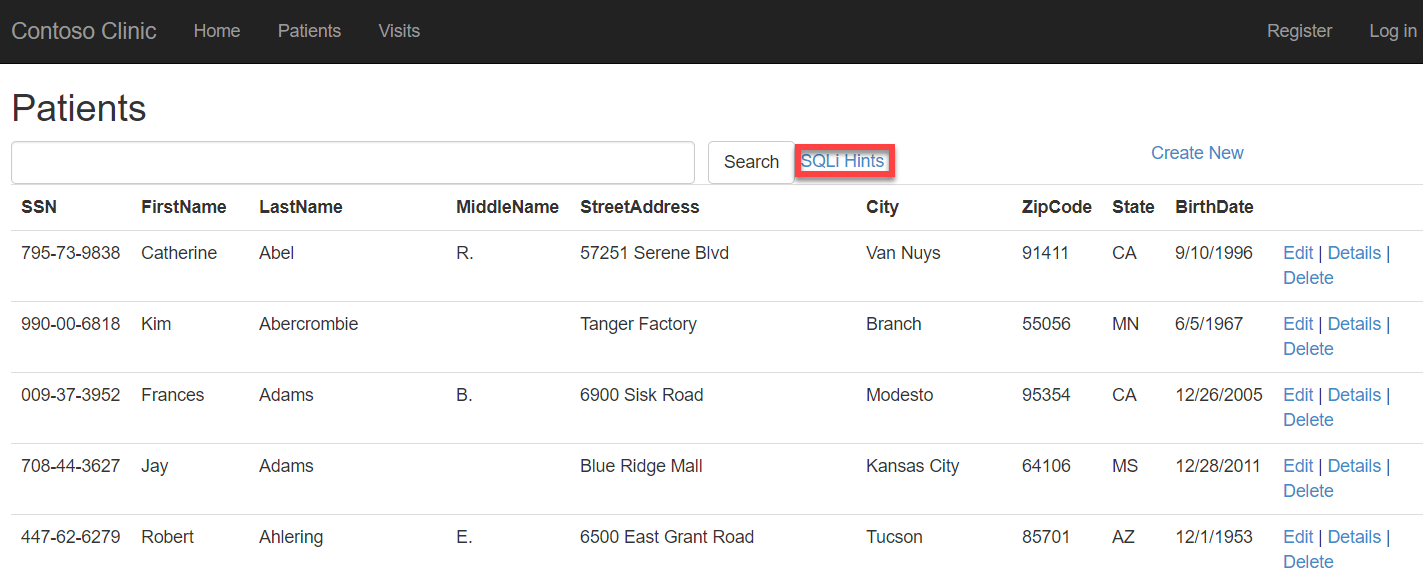 Contoso Clinic Home Patients Visits Register Log in
Patients
Search SQLi Hints Create New
SSN FirstName LastName MiddleName StreetAddress City ZipCode State BirthDate
795-73-9838 Catherine Abel R. 57251 Serene Blvd Van Nuys 91411 CA 9/10/1996 Edit | Details |
Delete
990-00-6818 Kim Abercrombie Tanger Factory Branch 55056 MN 6/5/1967 Edit | Details |
Delete
009-37-3952 Frances Adams B. 6900 Sisk Road Modesto 95354 CA 12/26/2005 Edit | Details |
Delete
708-44-3627 Jay Adams Blue Ridge Mall Kansas City 64106 MS 12/28/2011 Edit | Details |
Delete
447-62-6279 Robert Ahlering E. 6500 East Grant Road Tucson 85701 AZ 12/1/1953 Edit | Details |
Delete